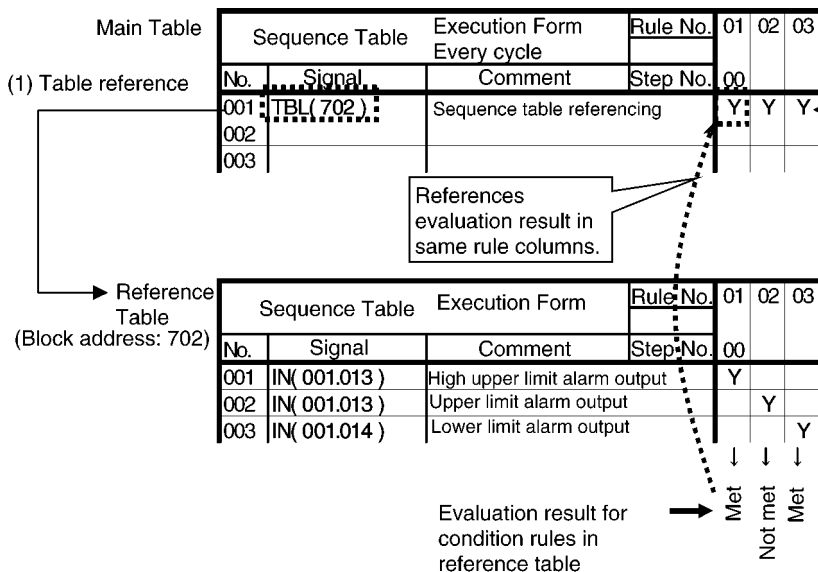 Main Table
Sequence Table Execution Form Every cycle Rule No. 01 02 03
(1) Table reference
No. Signal Comment Step No. 00
001 TBL( 702 ) Sequence table referencing Y Y Y
002
003
References
evaluation result in
same rule columns.
Reference
Table
(Block address: 702)
Sequence Table Execution Form Rule No. 01 02 03
No. Signal Comment Step No. 00
001 IN( 001.013 ) High upper limit alarm output Y
002 IN( 001.013 ) Upper limit alarm output Y
003 IN( 001.014 ) Lower limit alarm output Y
Met
Not met
Met
Evaluation result for
condition rules in
reference table